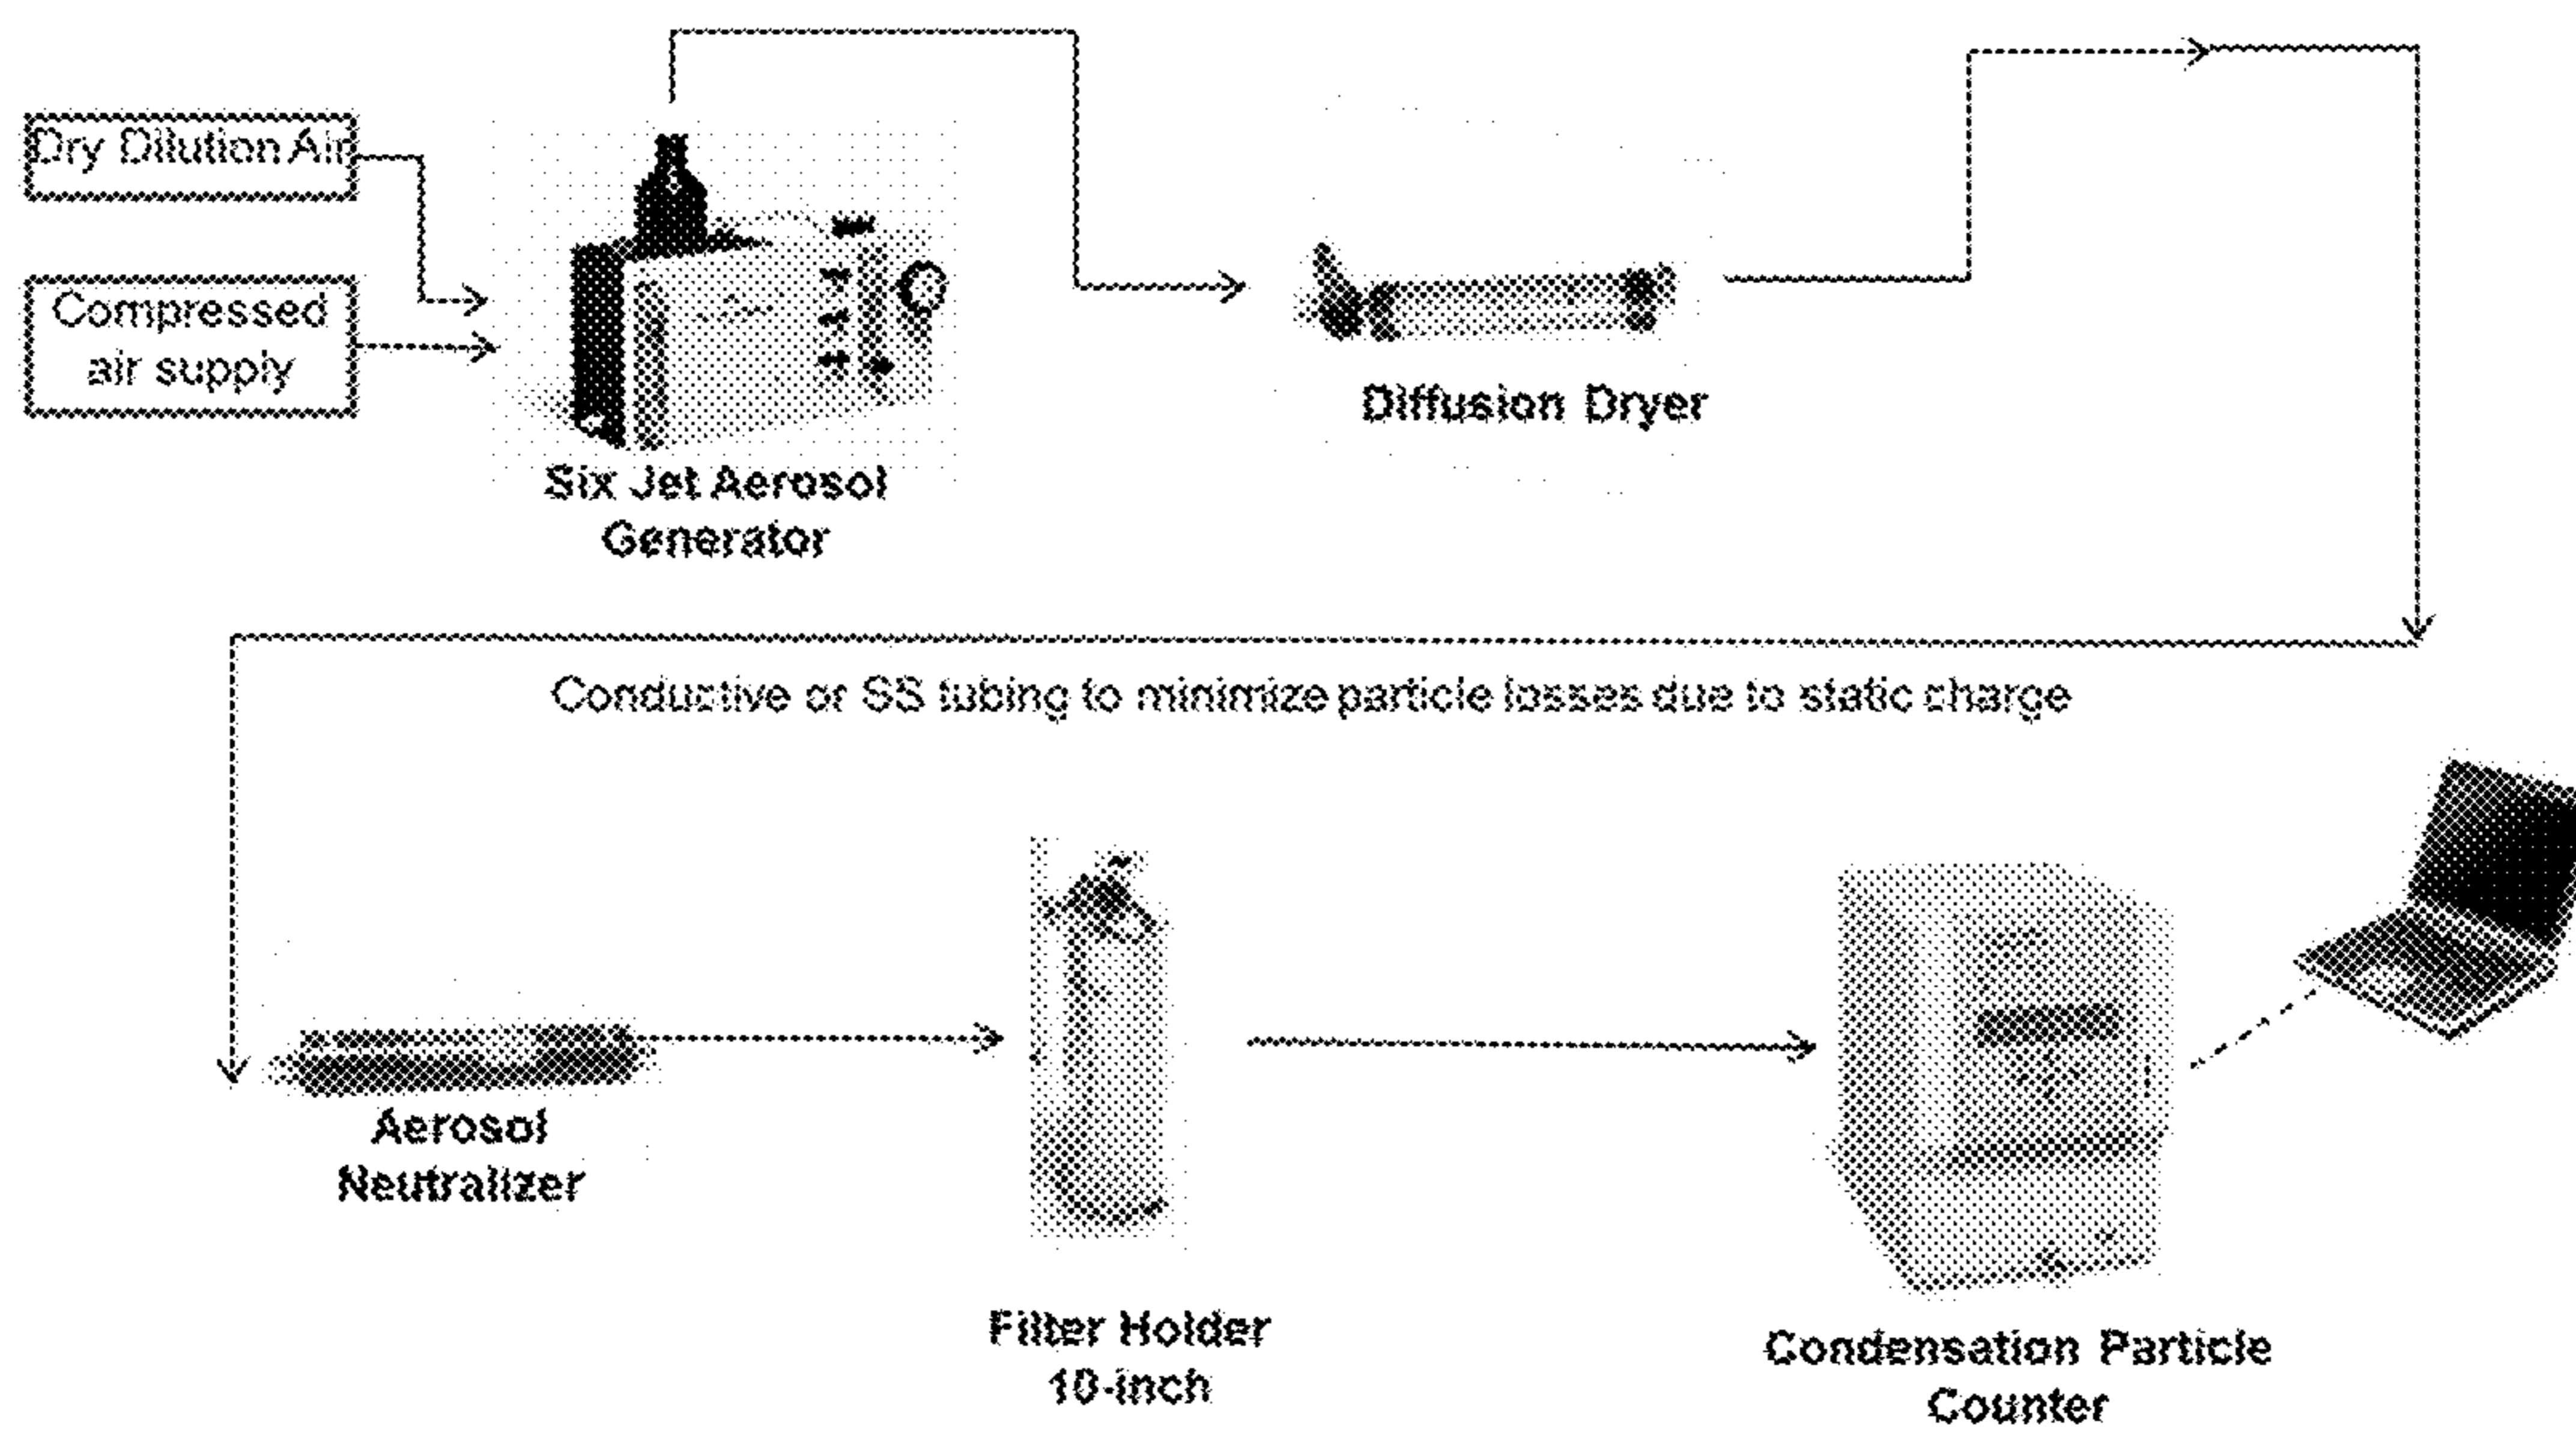 Dry Dilution Air
Compressed
air supply
Six Jet Aerosol
Generator
Diffusion Dryer
Conductive or SS tubing to minimize particle losses due to static charge
Aerosol
Neutralizer
Filter Holder
10-inch
Condensation Particle
Counter